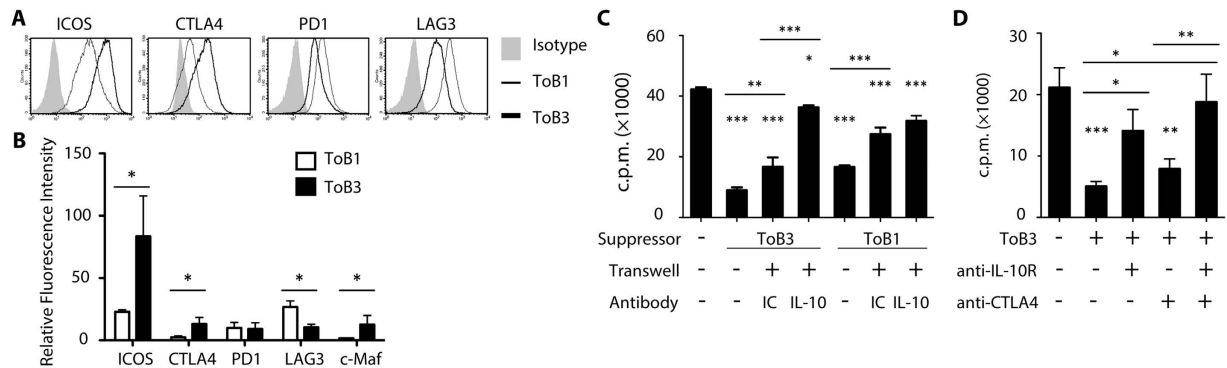 A
ICOS
CTLA4
PD1
LAG3
Isotype
ToB1
ToB3
B
Relative Fluorescence Intensity
150
100
50
0
ToB1
ToB3
*
*
*
*
ICOS
CTLA4
PD1
LAG3
c-Maf
C
c.p.m. (×1000)
60
40
20
0
***
**
***
*
***
***
***
***
***
***
Suppressor - ToB3 ToB1
Transwell - - + + - + +
Antibody - - IC IL-10 - IC IL-10
D
c.p.m. (×1000)
30
20
10
0
**
*
*
***
**
ToB3 - + + + +
anti-IL-10R - - + - +
anti-CTLA4 - - - + +